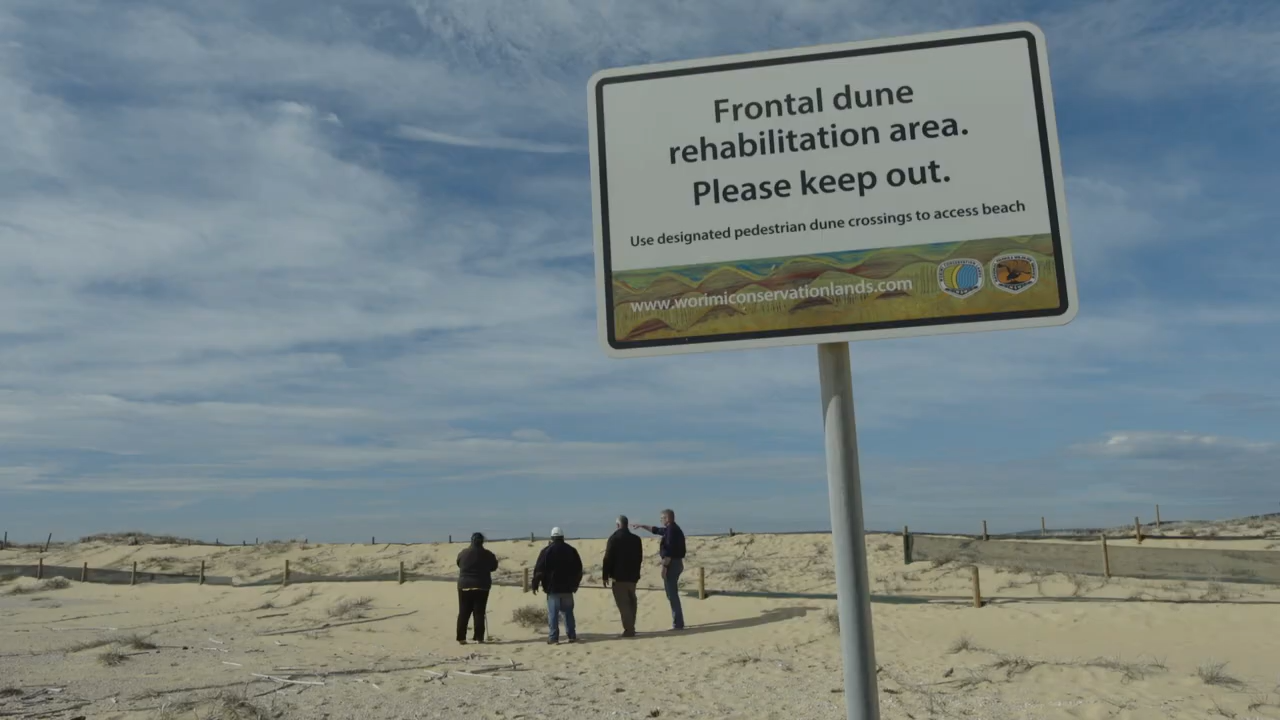 Frontal dune
rehabilitation area.
Please keep out.
Use designated pedestrian dune crossings to access beach
www.worimiconservationlands.com